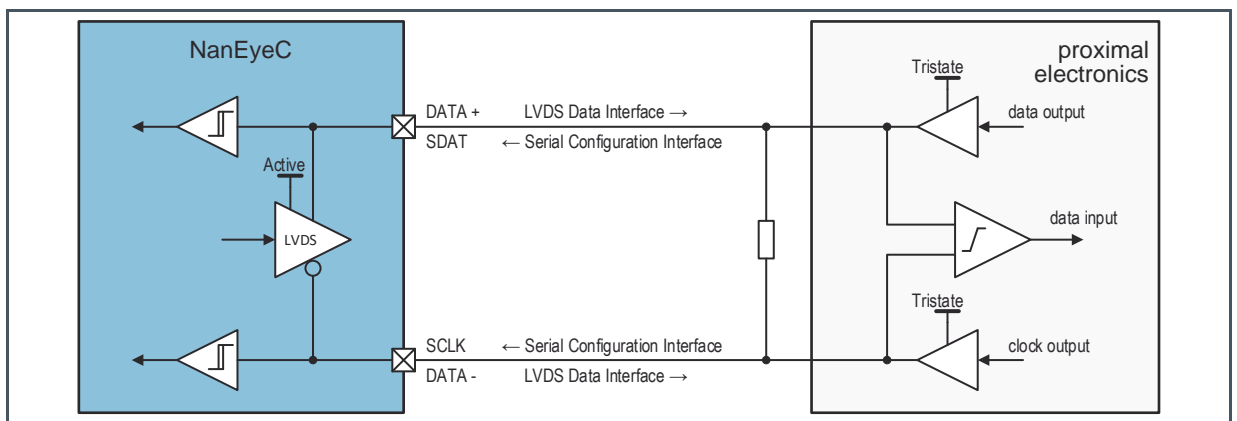 NanEyeC
proximal
electronics
Tristate
DATA + LVDS Data Interface →
data output
SDAT ← Serial Configuration Interface
Active
data input
LVDS
Tristate
SCLK ← Serial Configuration Interface
clock output
DATA - LVDS Data Interface →